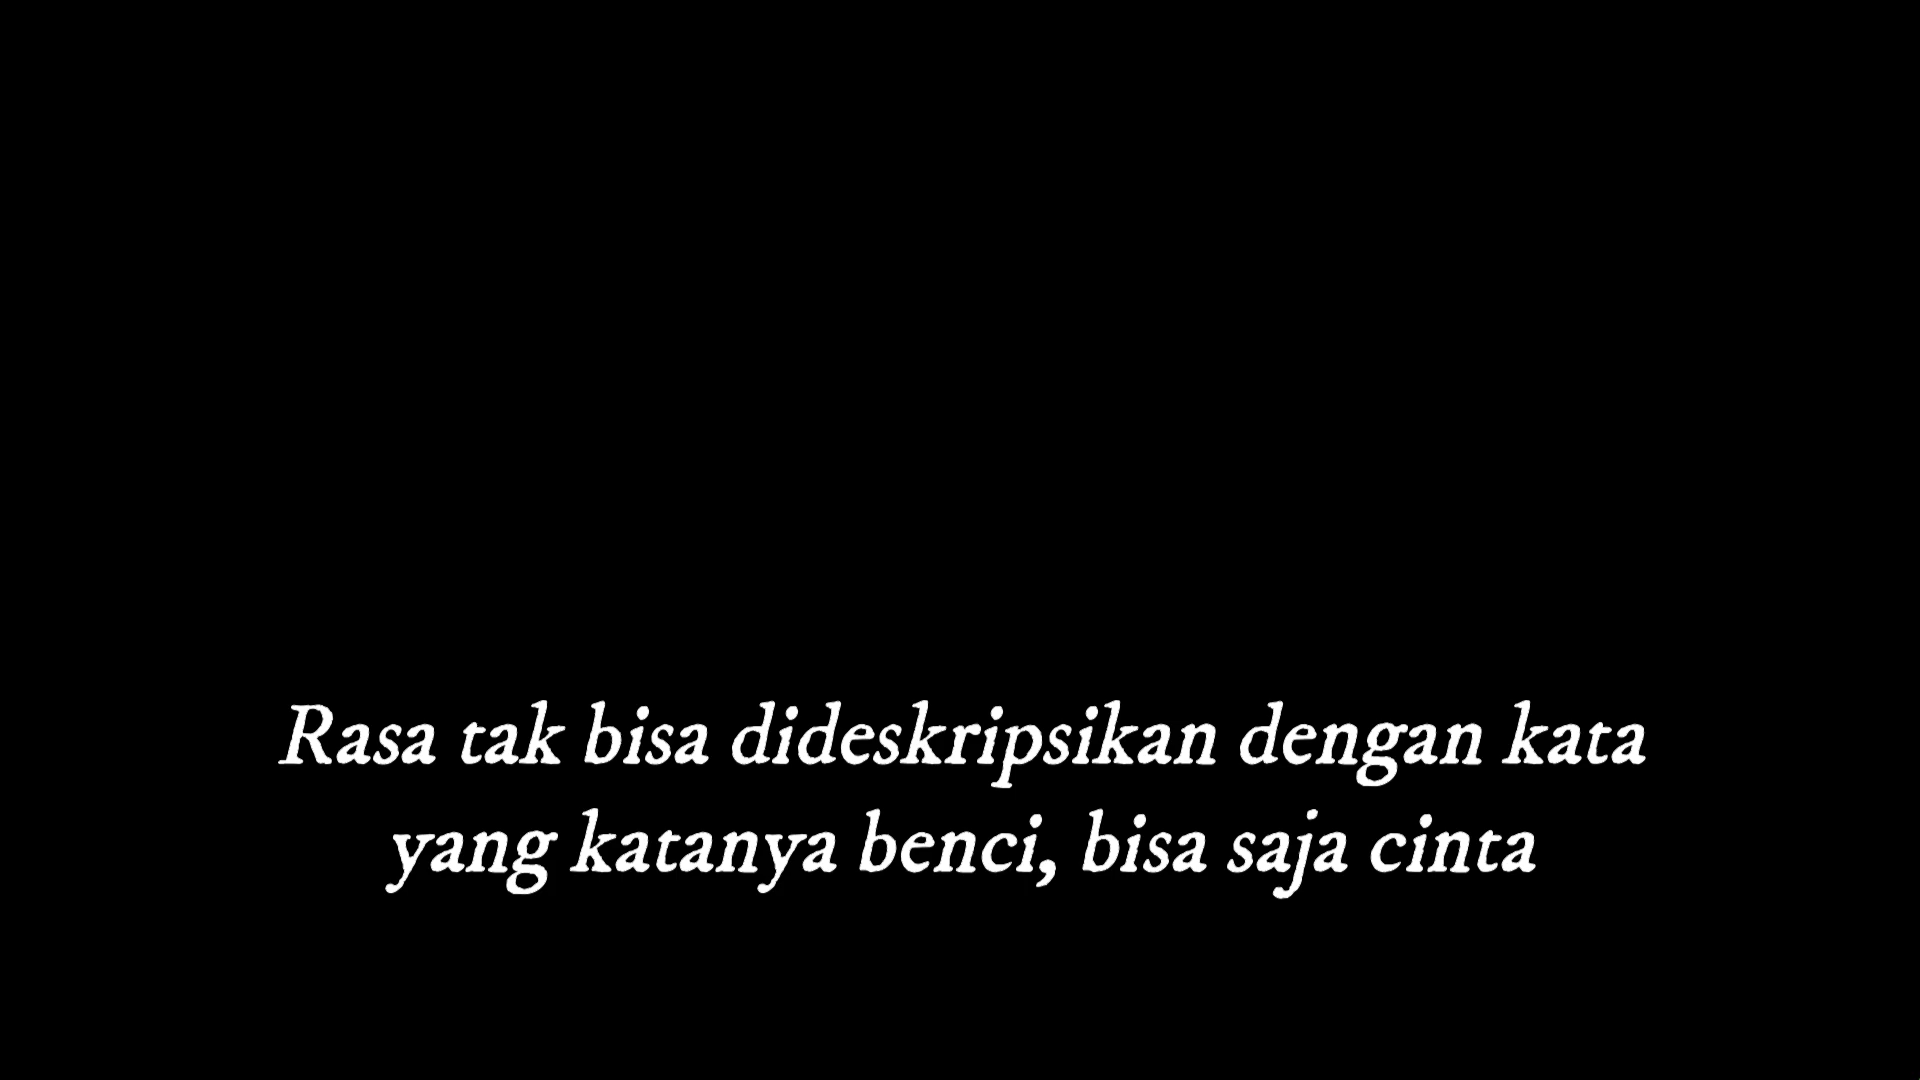 Rasa tak bisa dideskripsikan dengan kata
yang katanya benci, bisa saja cinta